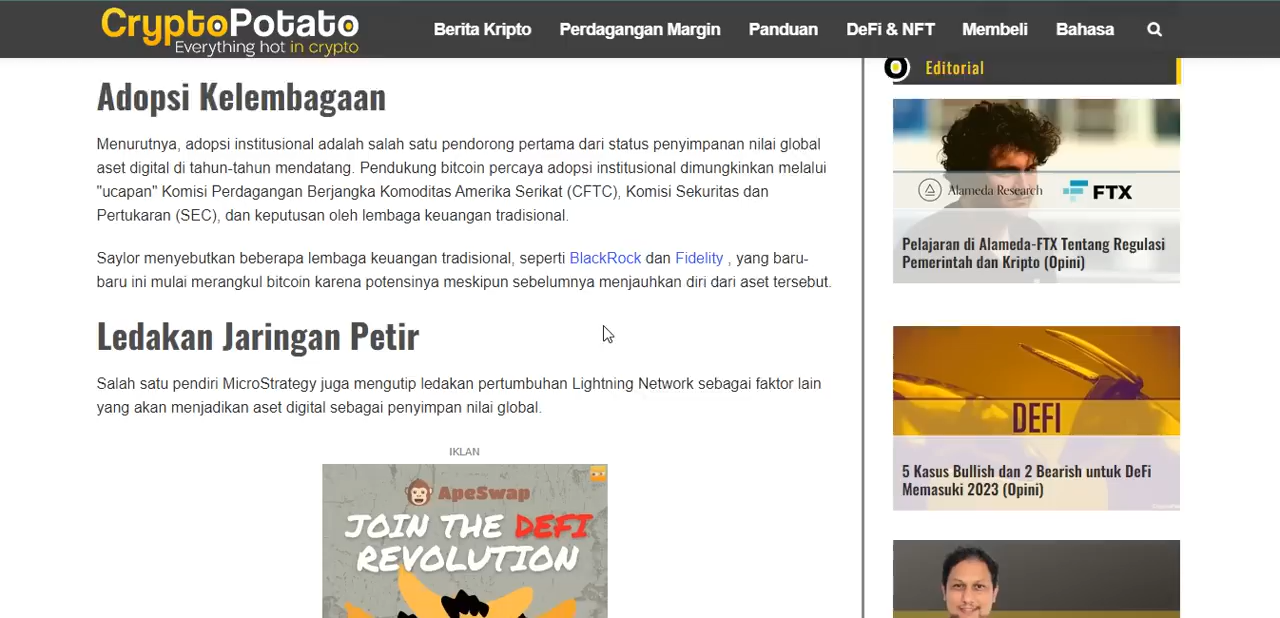 CryptoPotato
Everything hot in crypto
Berita Kripto
Perdagangan Margin
Panduan
DeFi & NFT
Membeli
Bahasa
Adopsi Kelembagaan
Menurutnya, adopsi institusional adalah salah satu pendorong pertama dari status penyimpanan nilai global
aset digital di tahun-tahun mendatang. Pendukung bitcoin percaya adopsi institusional dimungkinkan melalui
"ucapan" Komisi Perdagangan Berjangka Komoditas Amerika Serikat (CFTC), Komisi Sekuritas dan
Pertukaran (SEC), dan keputusan oleh lembaga keuangan tradisional.
Saylor menyebutkan beberapa lembaga keuangan tradisional, seperti BlackRock dan Fidelity , yang baru-
baru ini mulai merangkul bitcoin karena potensinya meskipun sebelumnya menjauhkan diri dari aset tersebut.
Ledakan Jaringan Petir
Salah satu pendiri MicroStrategy juga mengutip ledakan pertumbuhan Lightning Network sebagai faktor lain
yang akan menjadikan aset digital sebagai penyimpan nilai global.
IKLAN
ApeSwap
JOIN THE DEFI
REVOLUTION
Editorial
Alameda Research
FTX
Pelajaran di Alameda-FTX Tentang Regulasi
Pemerintah dan Kripto (Opini)
DEFI
5 Kasus Bullish dan 2 Bearish untuk DeFi
Memasuki 2023 (Opini)